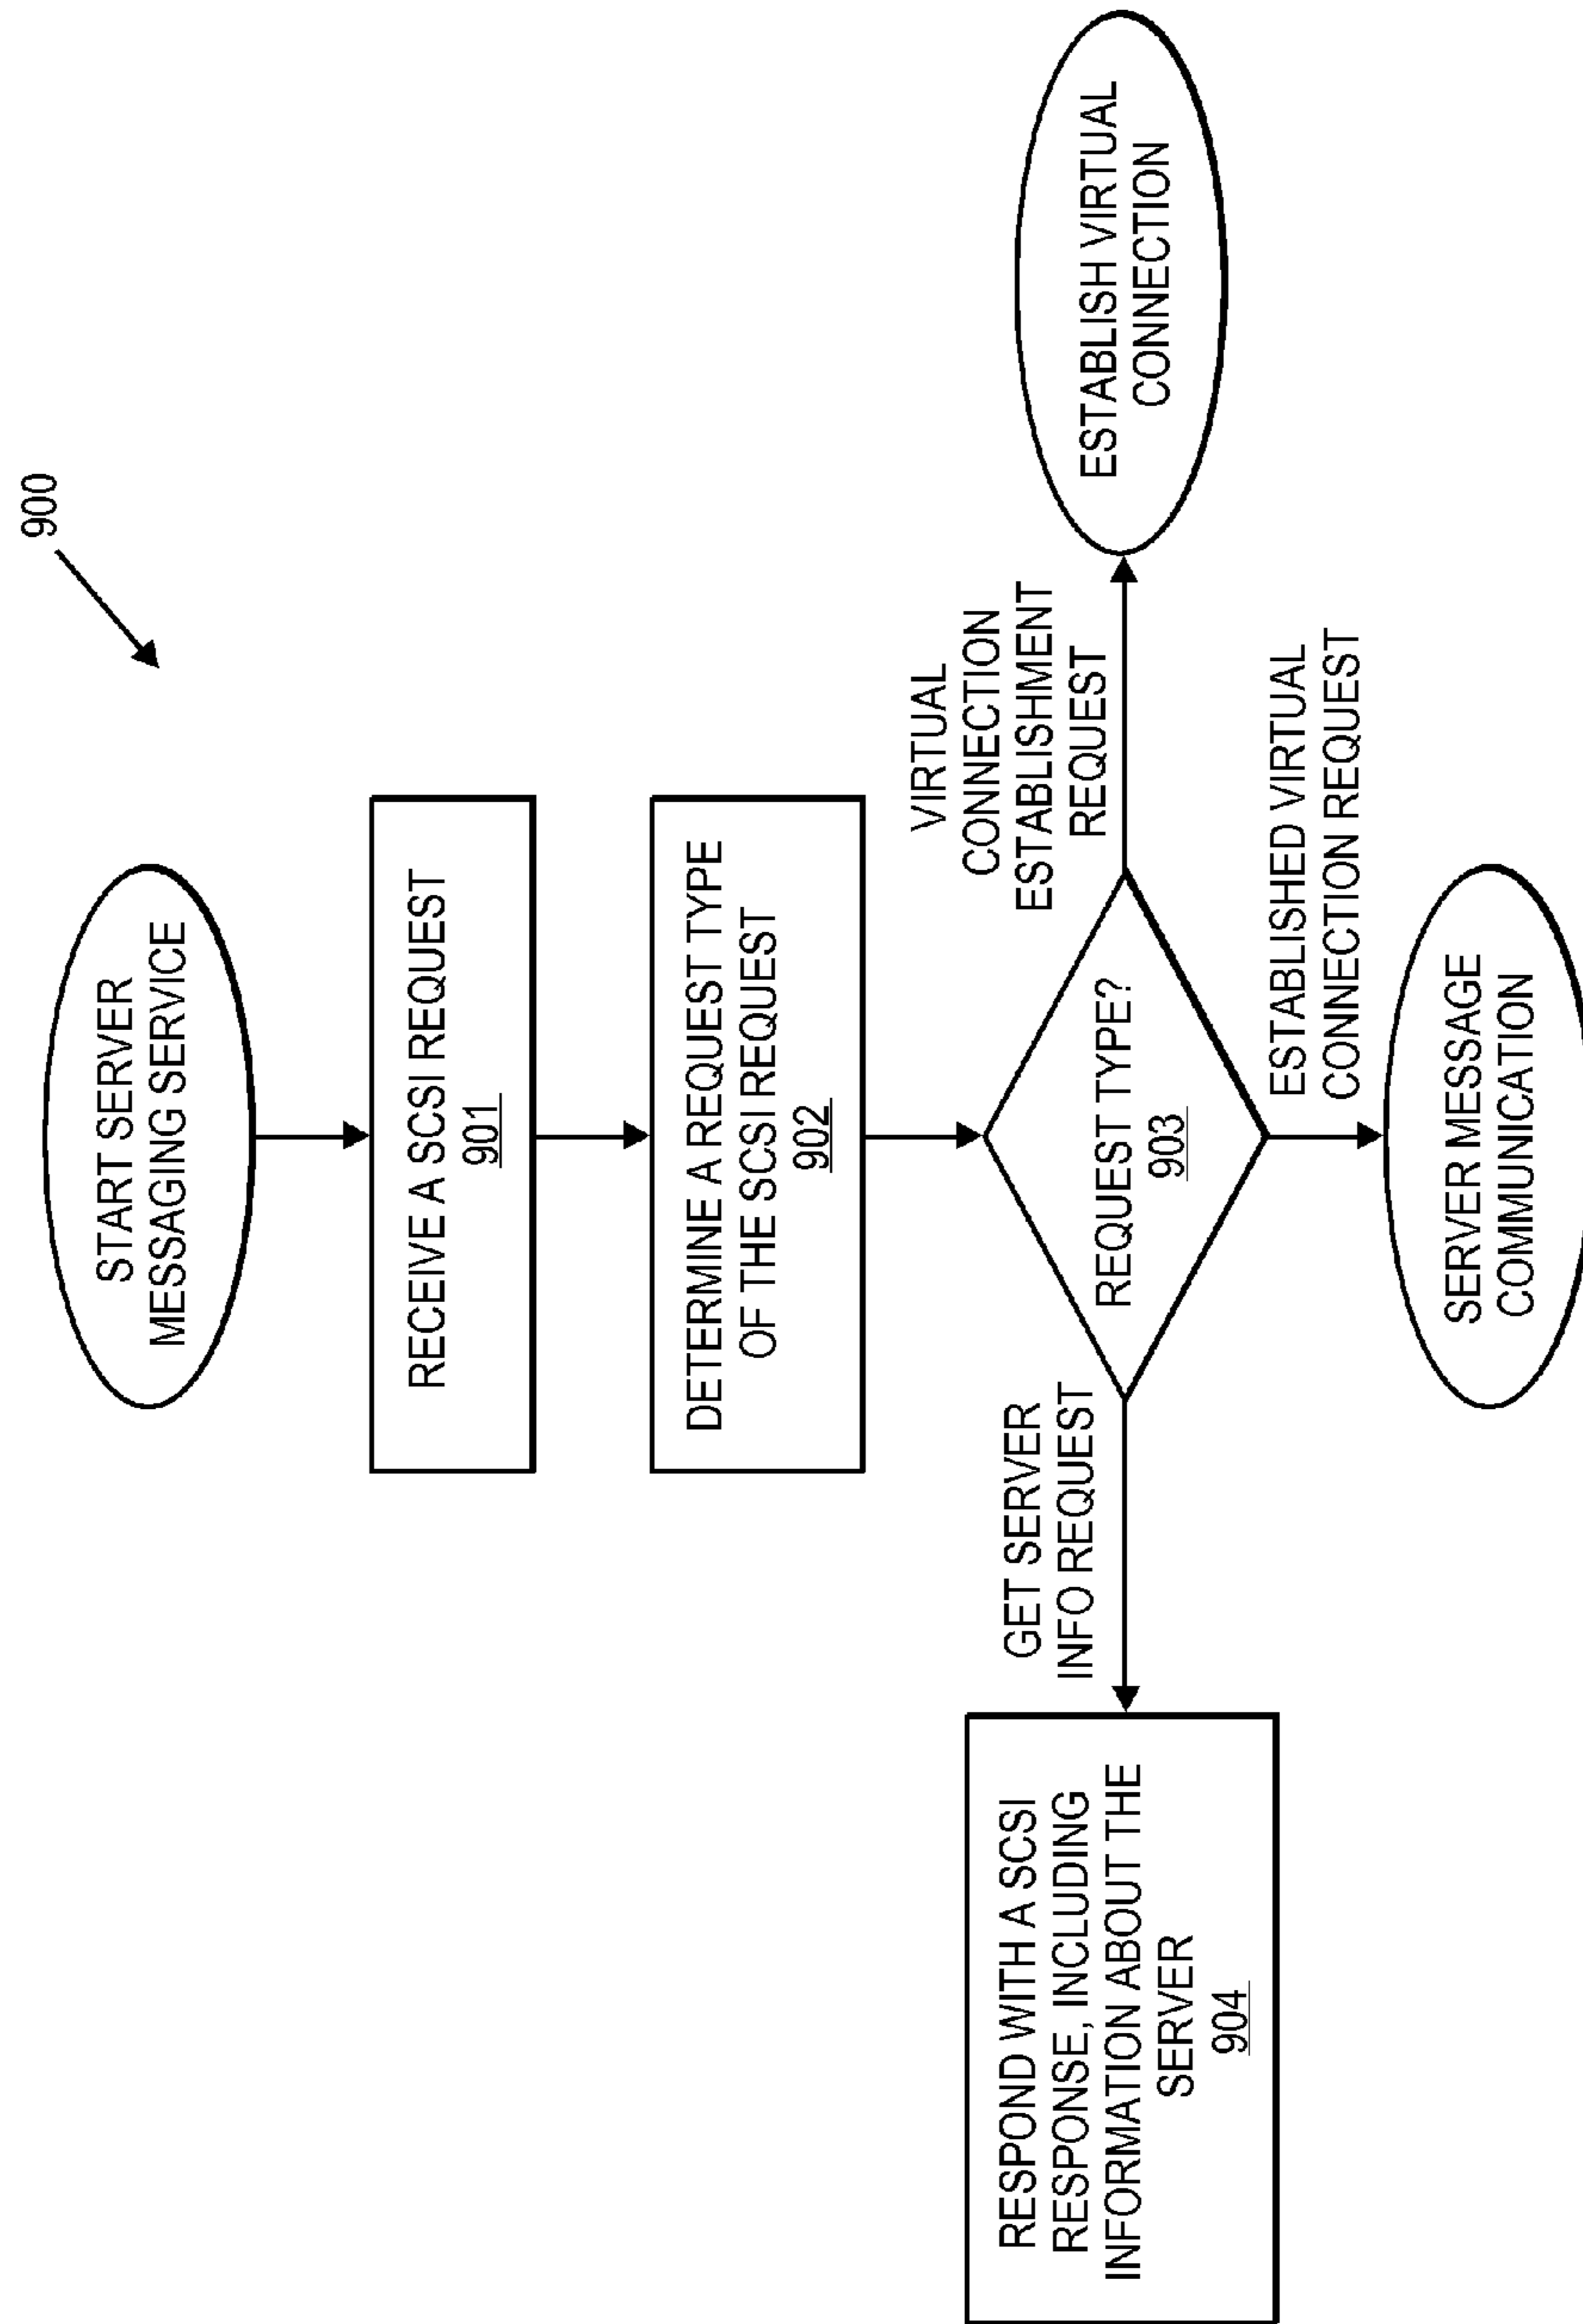 900
START SERVER
MESSAGING SERVICE
RECEIVE A SCSI REQUEST
901
DETERMINE A REQUEST TYPE
OF THE SCSI REQUEST
902
REQUEST TYPE?
903
GET SERVER
INFO REQUEST
VIRTUAL
CONNECTION
ESTABLISHMENT
REQUEST
RESPOND WITH A SCSI
RESPONSE, INCLUDING
INFORMATION ABOUT THE
SERVER
904
ESTABLISH VIRTUAL
CONNECTION
ESTABLISHED VIRTUAL
CONNECTION REQUEST
SERVER MESSAGE
COMMUNICATION